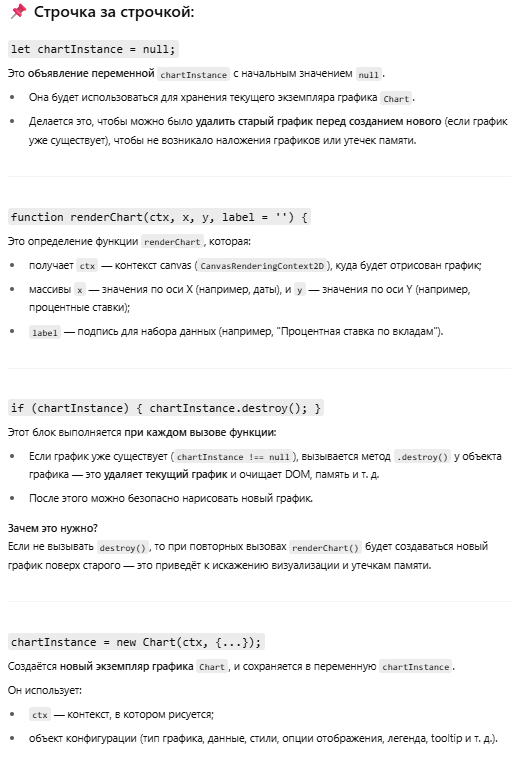 📌 Строчка за строчкой:
let chartInstance = null;
Это объявление переменной chartInstance с начальным значением null.
• Она будет использоваться для хранения текущего экземпляра графика Chart.
• Делается это, чтобы можно было удалить старый график перед созданием нового (если график
уже существует), чтобы не возникало наложения графиков или утечек памяти.
function renderChart(ctx, x, y, label = '') {
Это определение функции renderChart, которая:
• получает ctx — контекст canvas (CanvasRenderingContext2D), куда будет отрисован график;
• массивы x — значения по оси X (например, даты), и y — значения по оси Y (например,
процентные ставки);
• label — подпись для набора данных (например, "Процентная ставка по вкладам").
if (chartInstance) { chartInstance.destroy(); }
Этот блок выполняется при каждом вызове функции:
• Если график уже существует (chartInstance !== null), вызывается метод .destroy() у объекта
графика — это удаляет текущий график и очищает DOM, память и т. д.
• После этого можно безопасно нарисовать новый график.
Зачем это нужно?
Если не вызывать destroy(), то при повторных вызовах renderChart() будет создаваться новый
график поверх старого — это приведёт к искажению визуализации и утечкам памяти.
chartInstance = new Chart(ctx, {...});
Создаётся новый экземпляр графика Chart, и сохраняется в переменную chartInstance.
Он использует:
• ctx — контекст, в котором рисуется;
• объект конфигурации (тип графика, данные, стили, опции отображения, легенда, tooltip и т. д.).